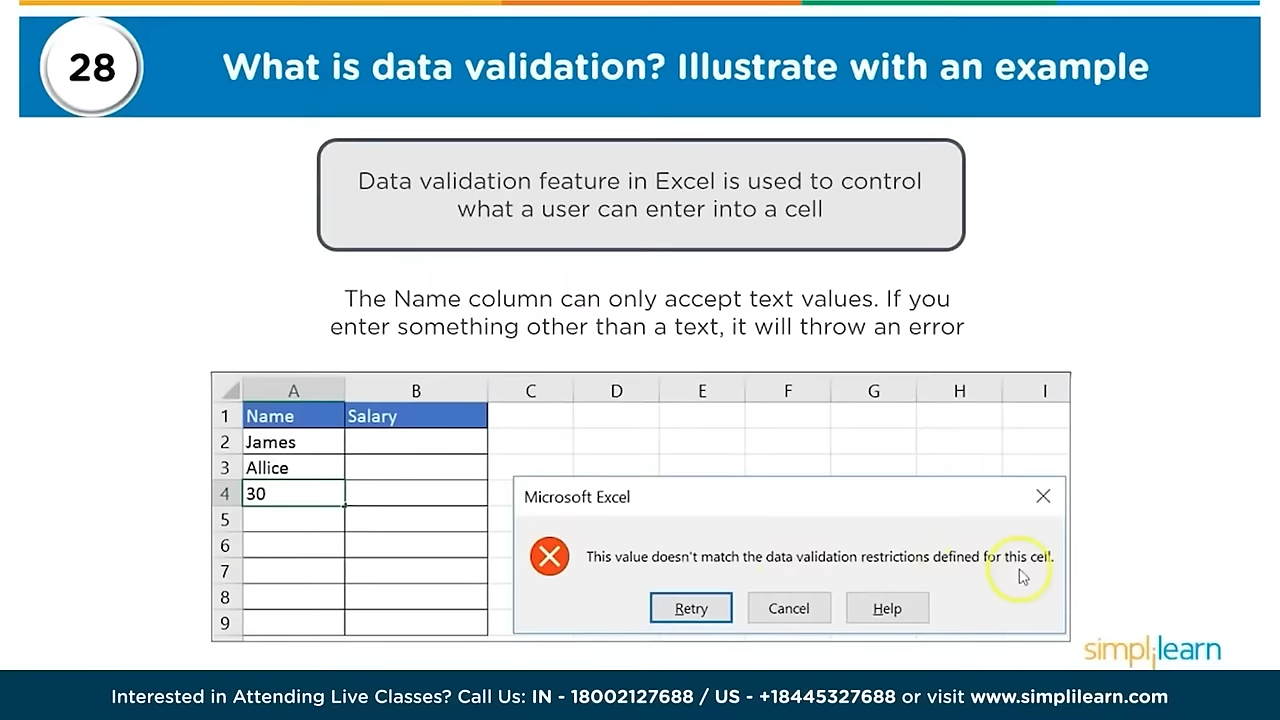 28
What is data validation? Illustrate with an example
Data validation feature in Excel is used to control
what a user can enter into a cell
The Name column can only accept text values. If you
enter something other than a text, it will throw an error
A B C D E F G H I
1 Name Salary
2 James
3 Allice
4 30
5
6
7
8
9
Microsoft Excel
This value doesn't match the data validation restrictions defined for this cell.
Retry Cancel Help
simplilearn
Interested in Attending Live Classes? Call Us: IN - 18002127688 / US - +18445327688 or visit www.simplilearn.com